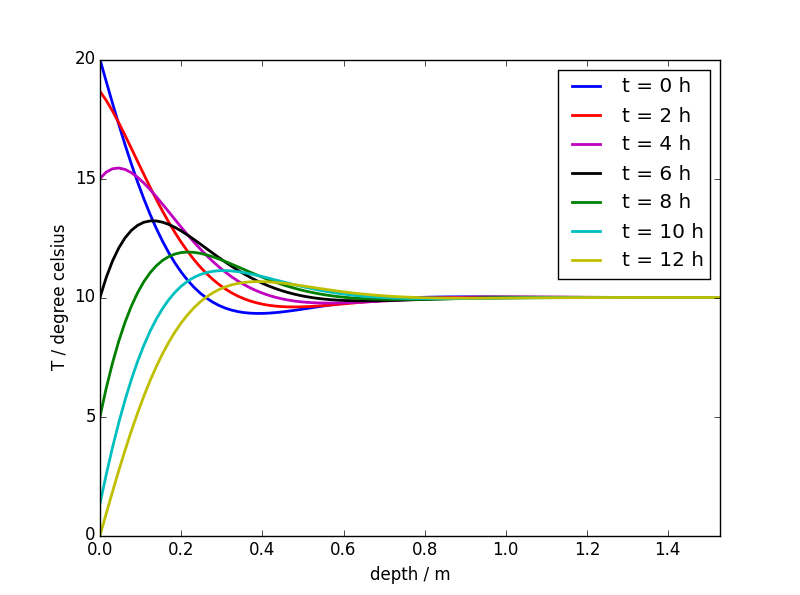 20
15
10
5
0
T / degree celsius
0.0 0.2 0.4 0.6 0.8 1.0 1.2 1.4
depth / m
t = 0 h
t = 2 h
t = 4 h
t = 6 h
t = 8 h
t = 10 h
t = 12 h